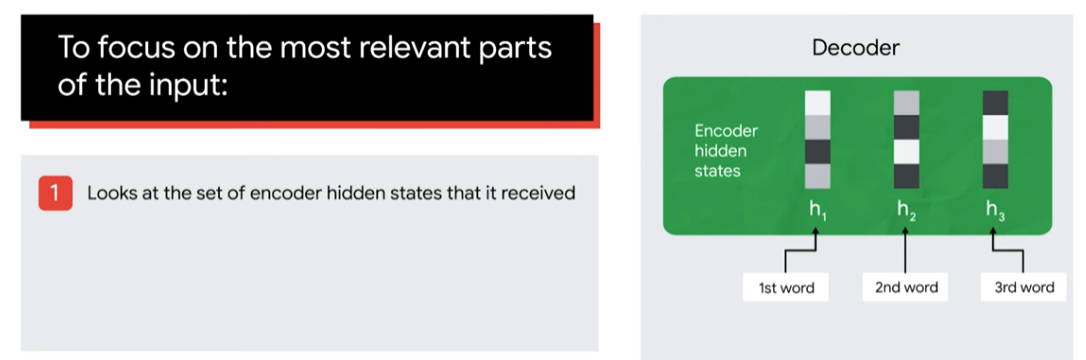 To focus on the most relevant parts
of the input:
1 Looks at the set of encoder hidden states that it received
Decoder
Encoder
hidden
states
h₁ h₂ h₃
1st word 2nd word 3rd word